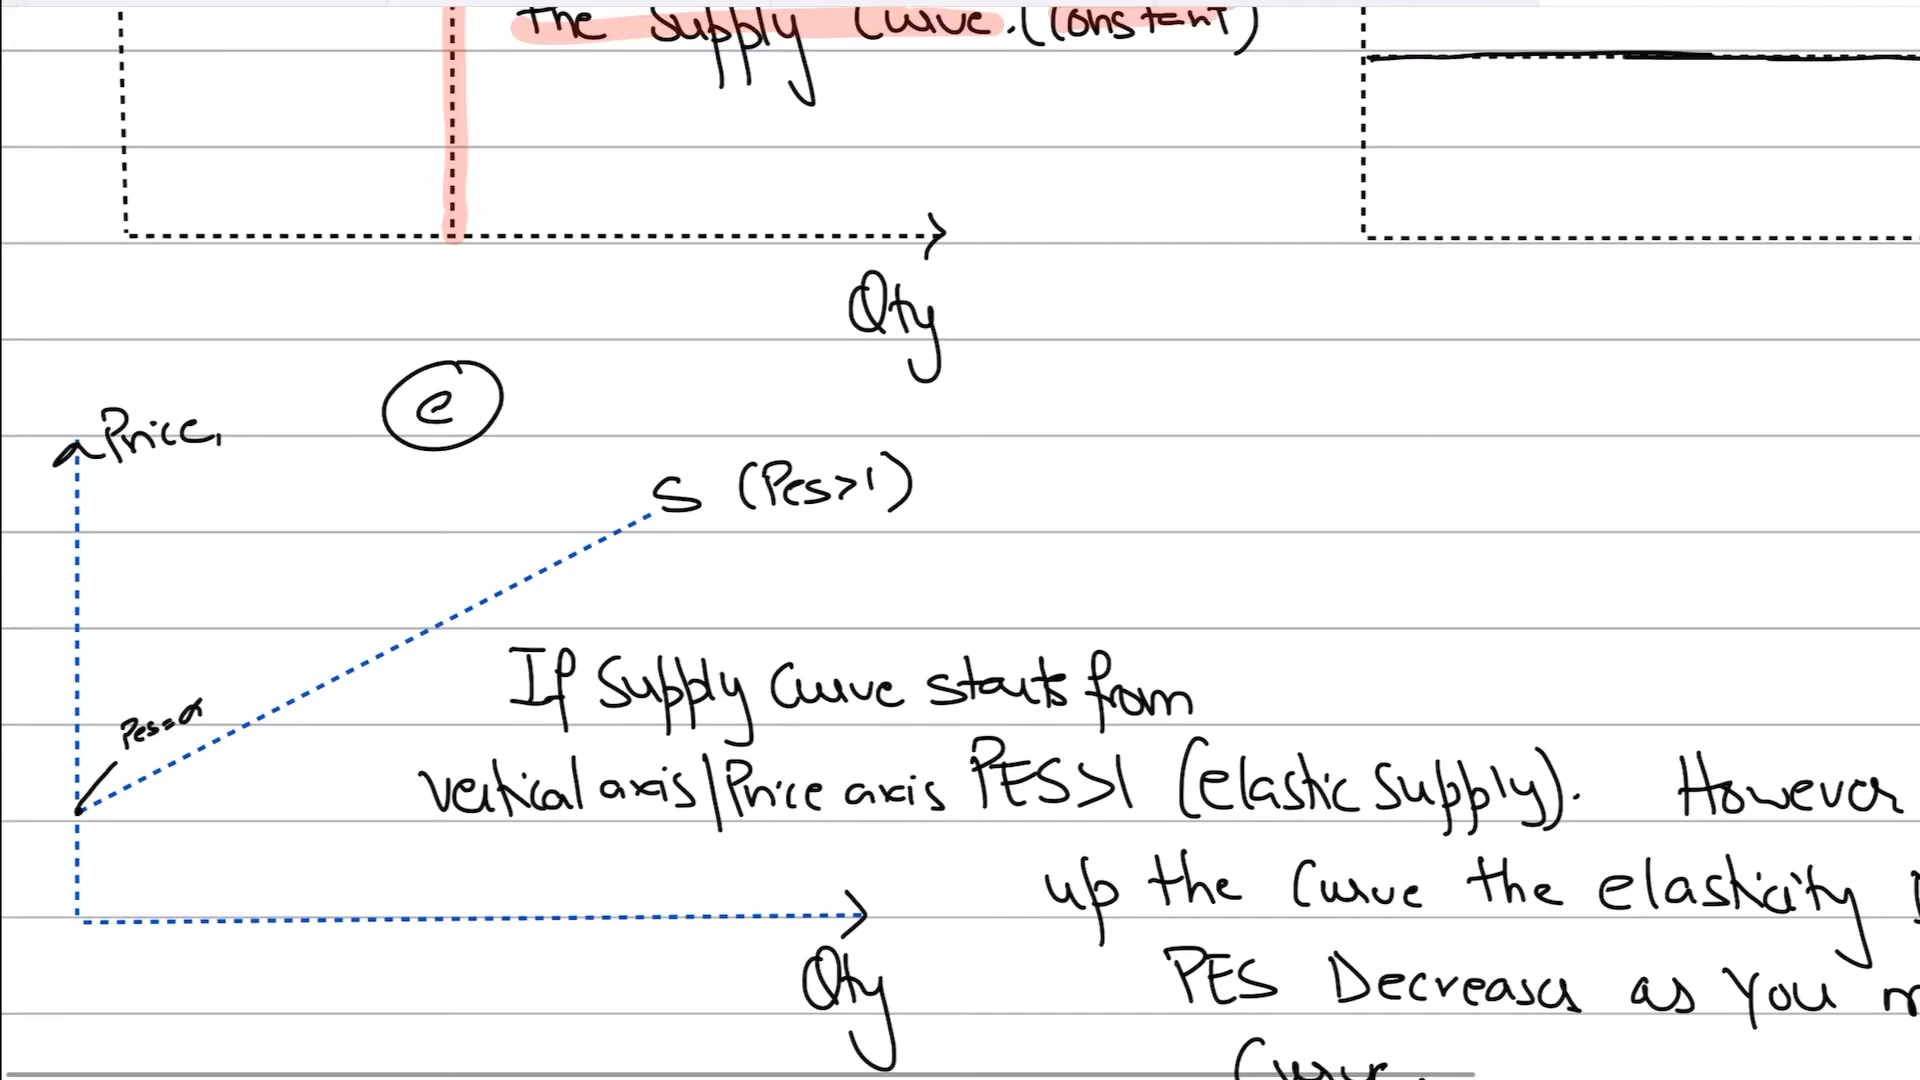 The Supply Curve. (Constant)
Qty
e
Price
S (Pes>1)
Pes=∝
If Supply Curve starts from
vertical axis/Price axis PES>1 (elastic supply). However
up the Curve the elasticity
PES Decreases as you
Curve.
Qty